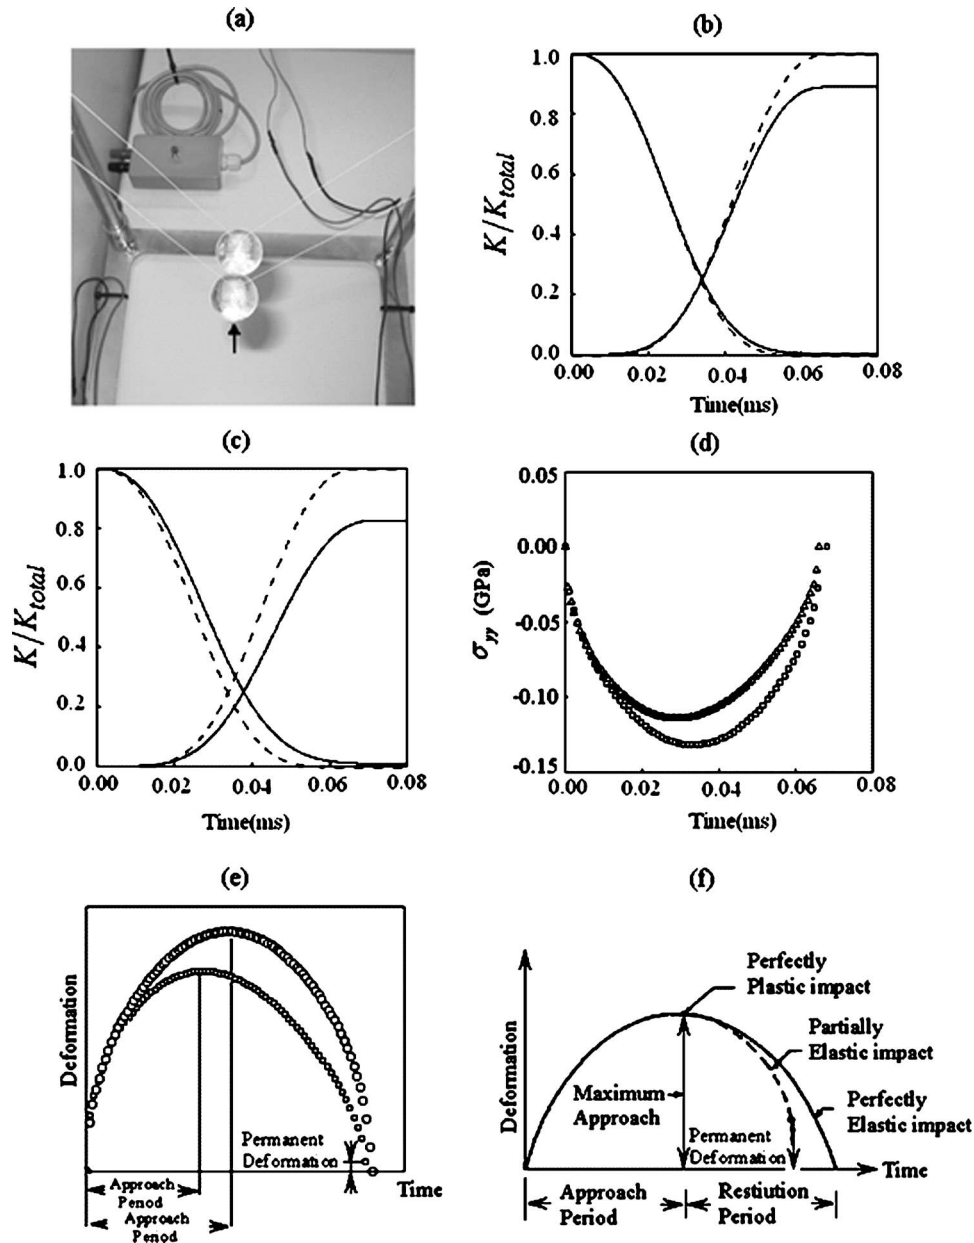 (a)
(b)
K/K_total
1.0
0.8
0.6
0.4
0.2
0.0
0.00 0.02 0.04 0.06 0.08
Time(ms)
(c)
K/K_total
1.0
0.8
0.6
0.4
0.2
0.0
0.00 0.02 0.04 0.06 0.08
Time(ms)
(d)
σ_yy (GPa)
0.05
0.00
-0.05
-0.10
-0.15
0.00 0.02 0.04 0.06 0.08
Time(ms)
(e)
Deformation
Permanent
Deformation
Time
Approach
Period
Approach
Period
(f)
Deformation
Perfectly
Plastic impact
Partially
Elastic impact
Maximum
Approach
Perfectly
Elastic impact
Permanent
Deformation
Time
Approach
Period
Restiution
Period